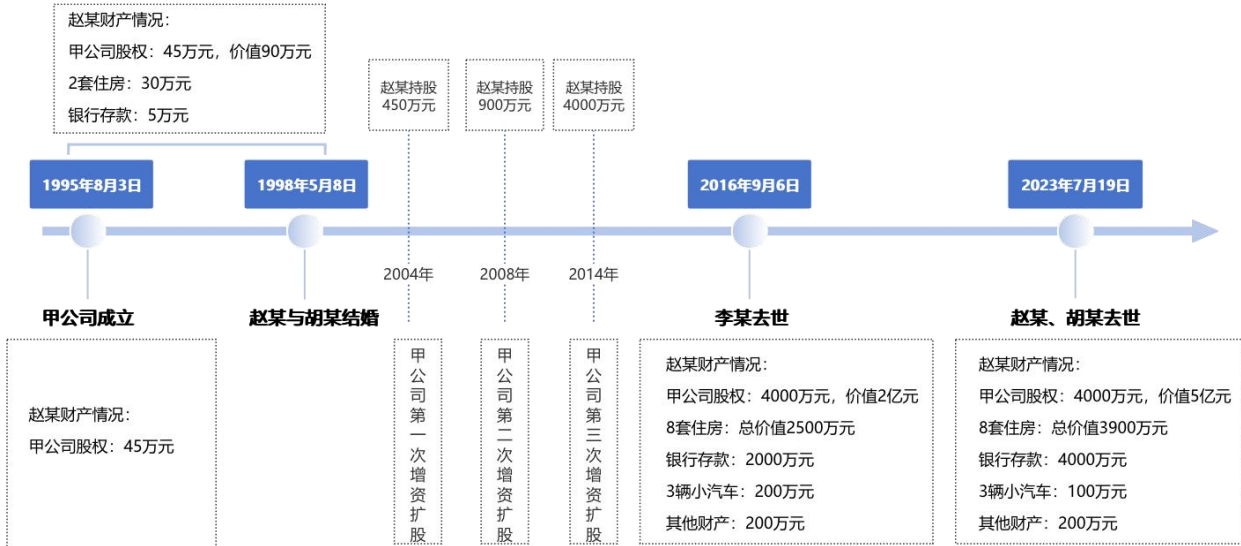 赵某财产情况：
甲公司股权：45万元，价值90万元
2套住房：30万元
银行存款：5万元
赵某持股
450万元
赵某持股
900万元
赵某持股
4000万元
1995年8月3日
1998年5月8日
2016年9月6日
2023年7月19日
2004年
2008年
2014年
甲公司成立
赵某与胡某结婚
李某去世
赵某、胡某去世
赵某财产情况：
甲公司股权：45万元
甲公司第一次增资扩股
甲公司第二次增资扩股
甲公司第三次增资扩股
赵某财产情况：
甲公司股权：4000万元，价值2亿元
8套住房：总价值2500万元
银行存款：2000万元
3辆小汽车：200万元
其他财产：200万元
赵某财产情况：
甲公司股权：4000万元，价值5亿元
8套住房：总价值3900万元
银行存款：4000万元
3辆小汽车：100万元
其他财产：200万元